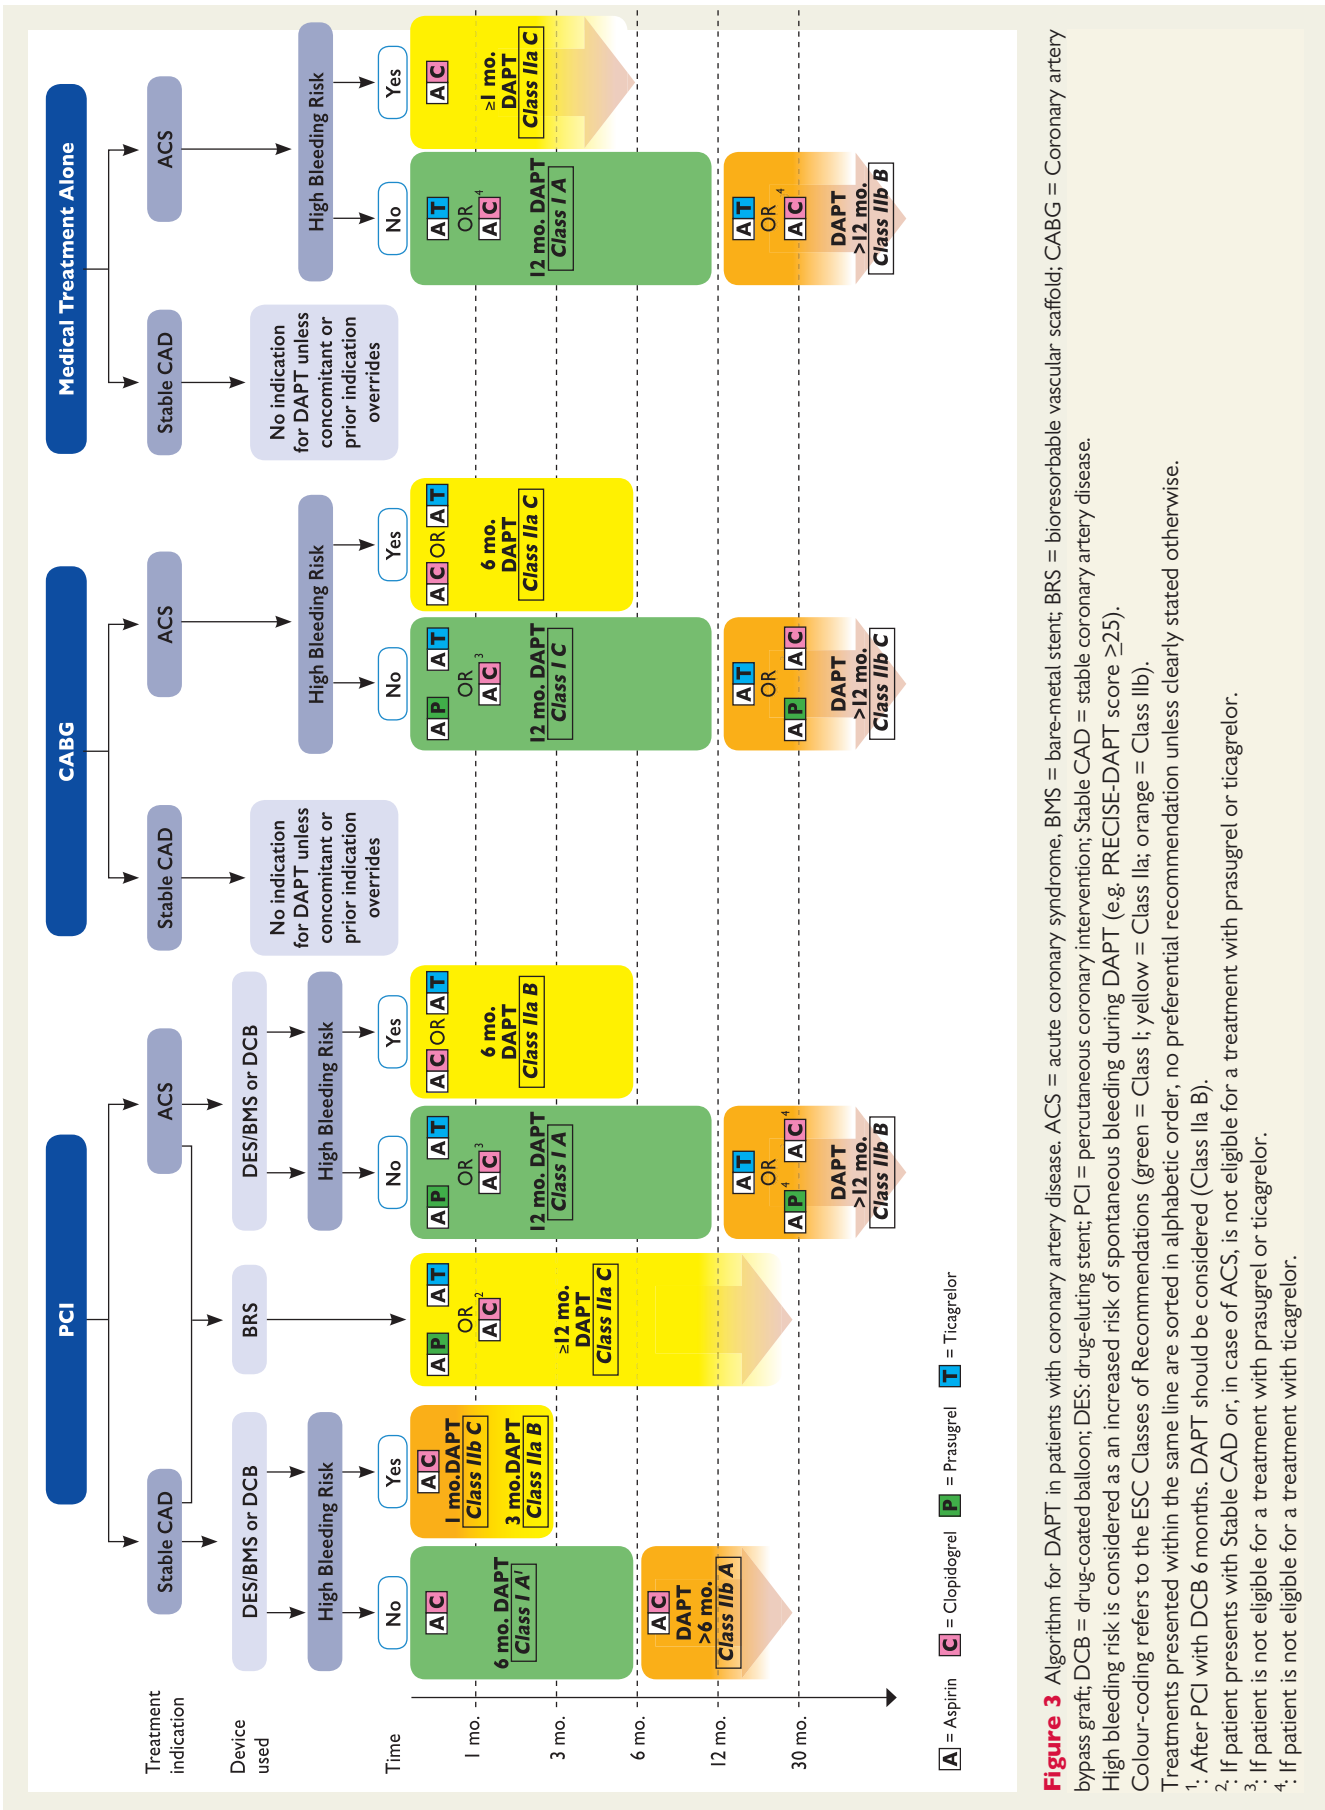 PCI
CABG
Medical Treatment Alone
Treatment
indication
Stable CAD
ACS
Stable CAD
ACS
Stable CAD
ACS
Device
used
DES/BMS or DCB
BRS
DES/BMS or DCB
No indication
for DAPT unless
concomitant or
prior indication
overrides
No indication
for DAPT unless
concomitant or
prior indication
overrides
High Bleeding Risk
High Bleeding Risk
High Bleeding Risk
High Bleeding Risk
Time
No
Yes
No
Yes
No
Yes
No
Yes
1 mo.
3 mo.
6 mo.
12 mo.
30 mo.
A C
6 mo. DAPT
Class I A¹
A C
DAPT
>6 mo.
Class IIb A
A C
1 mo.DAPT
Class IIb C
3 mo.DAPT
Class IIa B
A P A T
OR
A C ²
≥12 mo.
DAPT
Class IIa C
A P A T
OR
A C ³
12 mo. DAPT
Class I A
A T
OR
A P ⁴ A C ⁴
DAPT
>12 mo.
Class IIb B
A C OR A T
6 mo.
DAPT
Class IIa B
A P A T
OR
A C ³
12 mo. DAPT
Class I C
A T
OR
A P A C
DAPT
>12 mo.
Class IIb C
A C OR A T
6 mo.
DAPT
Class IIa C
A T
OR
A C ⁴
12 mo. DAPT
Class I A
A T
OR
A C ⁴
DAPT
>12 mo.
Class IIb B
A C
≥1 mo.
DAPT
Class IIa C
A = Aspirin C = Clopidogrel P = Prasugrel T = Ticagrelor
Figure 3 Algorithm for DAPT in patients with coronary artery disease. ACS = acute coronary syndrome, BMS = bare-metal stent; BRS = bioresorbable vascular scaffold; CABG = Coronary artery
bypass graft; DCB = drug-coated balloon; DES: drug-eluting stent; PCI = percutaneous coronary intervention; Stable CAD = stable coronary artery disease.
High bleeding risk is considered as an increased risk of spontaneous bleeding during DAPT (e.g. PRECISE-DAPT score ≥25).
Colour-coding refers to the ESC Classes of Recommendations (green = Class I; yellow = Class IIa; orange = Class IIb).
Treatments presented within the same line are sorted in alphabetic order, no preferential recommendation unless clearly stated otherwise.
¹: After PCI with DCB 6 months. DAPT should be considered (Class IIa B).
²: If patient presents with Stable CAD or, in case of ACS, is not eligible for a treatment with prasugrel or ticagrelor.
³: If patient is not eligible for a treatment with prasugrel or ticagrelor.
⁴: If patient is not eligible for a treatment with ticagrelor.